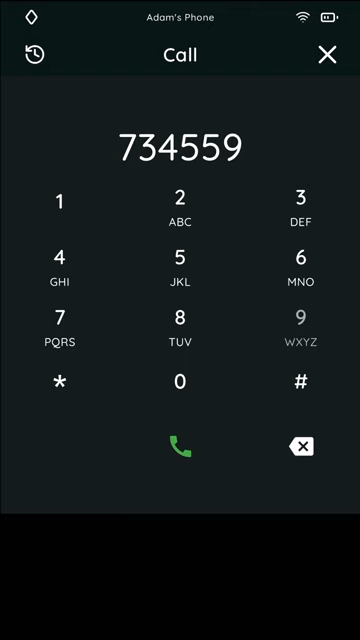 Adam's Phone
Call
734559
1 2 3
ABC DEF
4 5 6
GHI JKL MNO
7 8 9
PQRS TUV WXYZ
* 0 #